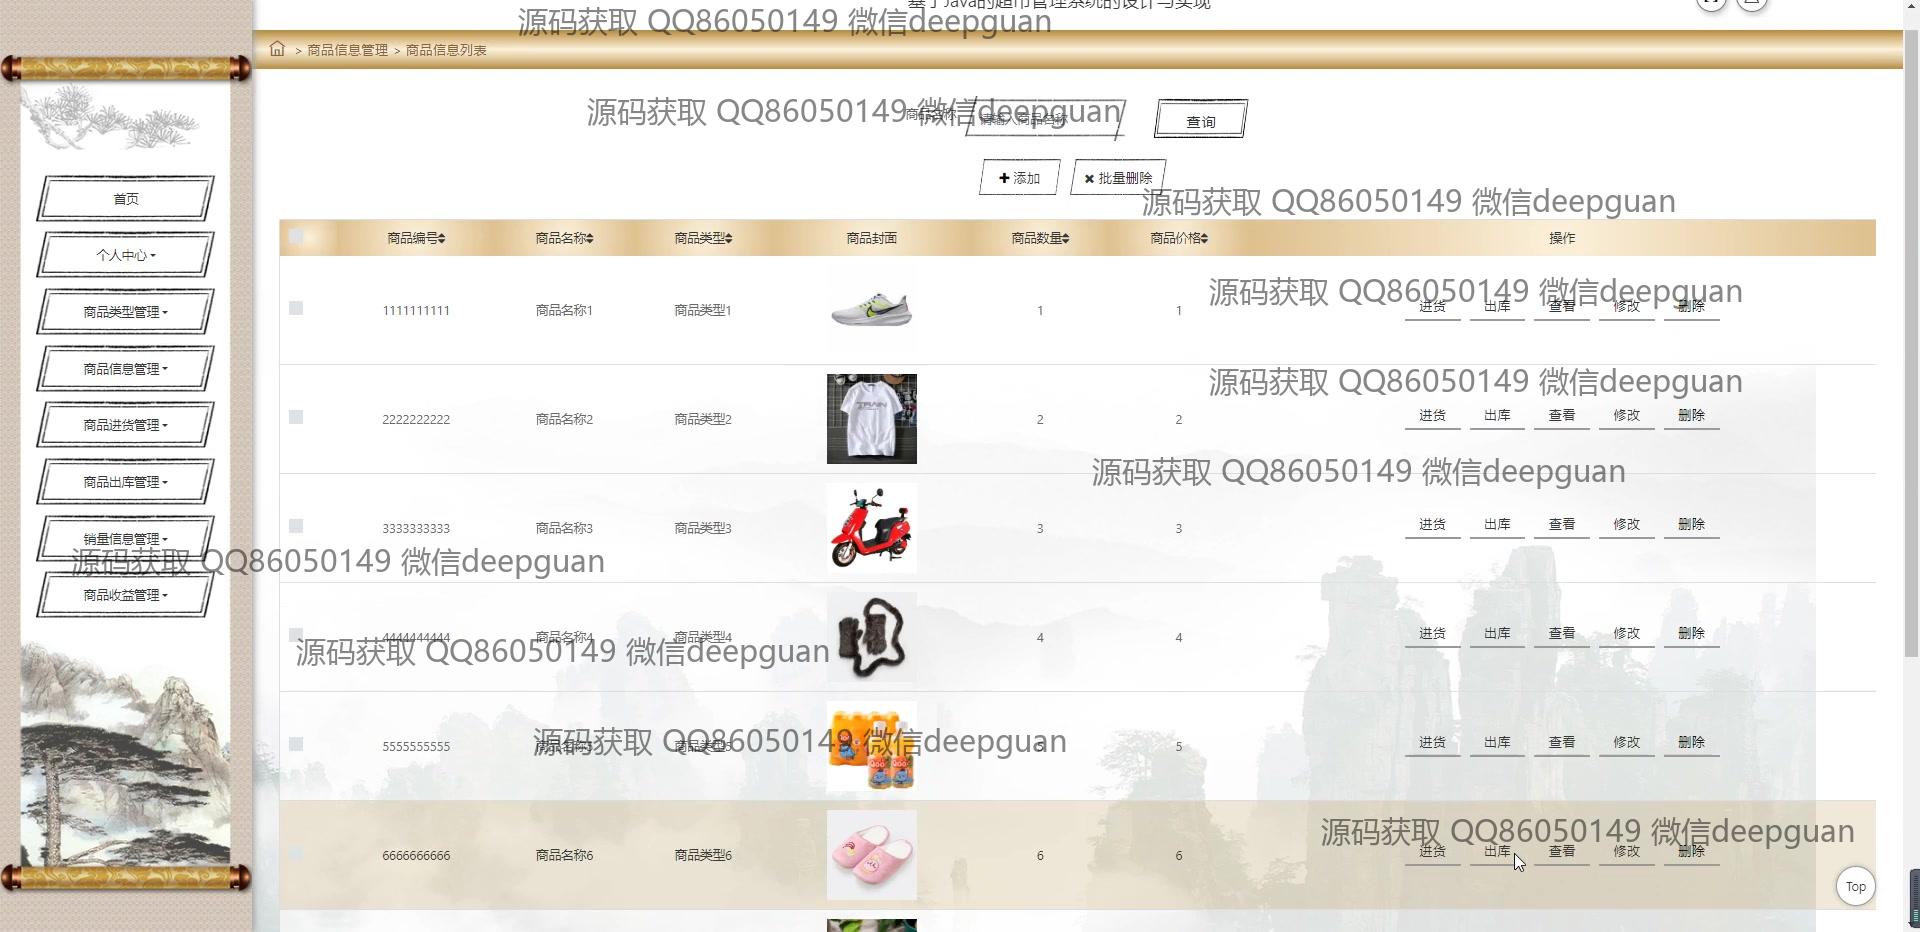 基于Java的超市管理系统的设计与实现
源码获取 QQ86050149 微信deepguan
> 商品信息管理 > 商品信息列表
源码获取 QQ86050149 微信deepguan
商品名称 请输入商品名称 查询
添加 批量删除
源码获取 QQ86050149 微信deepguan
首页
个人中心
商品类型管理
商品信息管理
商品进货管理
商品出库管理
销量信息管理
商品收益管理
商品编号 商品名称 商品类型 商品封面 商品数量 商品价格 操作
源码获取 QQ86050149 微信deepguan
1111111111 商品名称1 商品类型1 1 1 进货 出库 查看 修改 删除
源码获取 QQ86050149 微信deepguan
2222222222 商品名称2 商品类型2 2 2 进货 出库 查看 修改 删除
TRAIN
源码获取 QQ86050149 微信deepguan
3333333333 商品名称3 商品类型3 3 3 进货 出库 查看 修改 删除
源码获取 QQ86050149 微信deepguan
4444444444 商品名称4 商品类型4 4 4 进货 出库 查看 修改 删除
源码获取 QQ86050149 微信deepguan
5555555555 商品名称5 商品类型5 5 5 进货 出库 查看 修改 删除
Qoo
源码获取 QQ86050149 微信deepguan
源码获取 QQ86050149 微信deepguan
6666666666 商品名称6 商品类型6 6 6 进货 出库 查看 修改 删除
Top